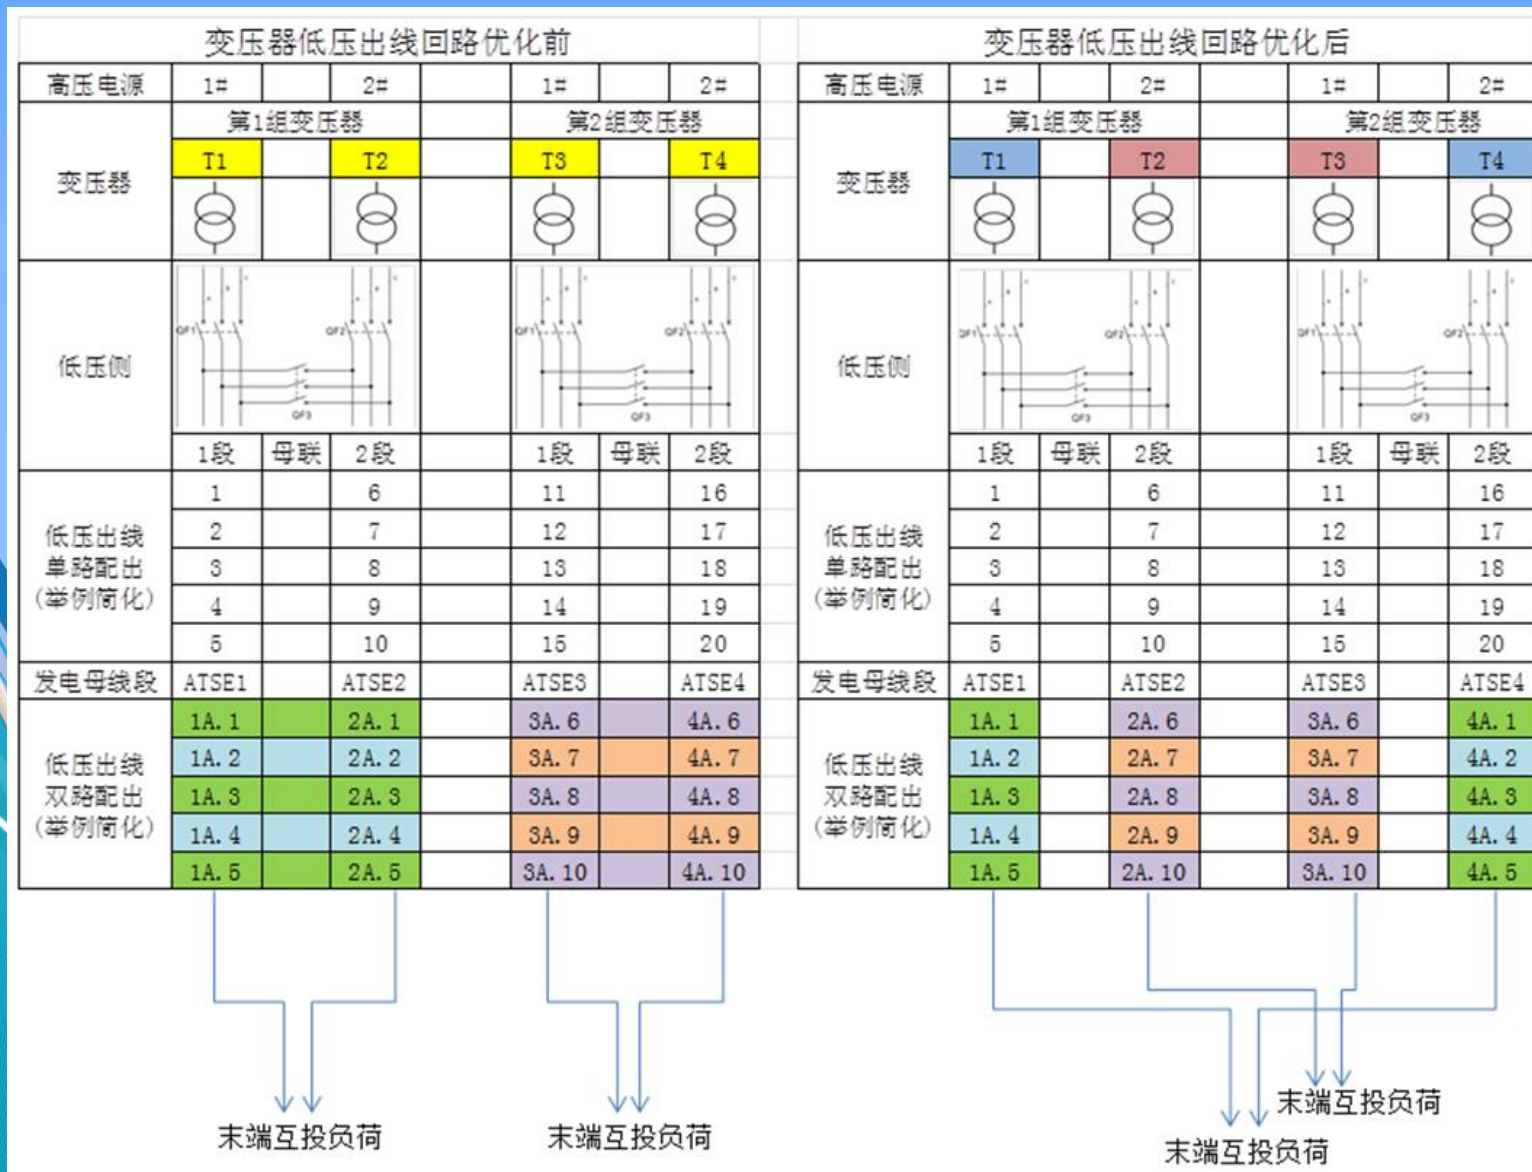 变压器低压出线回路优化前
高压电源 1# 2# 1# 2#
第1组变压器 第2组变压器
变压器
T1 T2 T3 T4
低压侧
QF1 QF2 QF3 QF1 QF2 QF3
1段 母联 2段 1段 母联 2段
低压出线
单路配出
(举例简化)
1 6 11 16
2 7 12 17
3 8 13 18
4 9 14 19
5 10 15 20
发电母线段 ATSE1 ATSE2 ATSE3 ATSE4
低压出线
双路配出
(举例简化)
1A.1 2A.1 3A.6 4A.6
1A.2 2A.2 3A.7 4A.7
1A.3 2A.3 3A.8 4A.8
1A.4 2A.4 3A.9 4A.9
1A.5 2A.5 3A.10 4A.10
末端互投负荷 末端互投负荷
变压器低压出线回路优化后
高压电源 1# 2# 1# 2#
第1组变压器 第2组变压器
变压器
T1 T2 T3 T4
低压侧
QF1 QF2 QF3 QF1 QF2 QF3
1段 母联 2段 1段 母联 2段
低压出线
单路配出
(举例简化)
1 6 11 16
2 7 12 17
3 8 13 18
4 9 14 19
5 10 15 20
发电母线段 ATSE1 ATSE2 ATSE3 ATSE4
低压出线
双路配出
(举例简化)
1A.1 2A.6 3A.6 4A.1
1A.2 2A.7 3A.7 4A.2
1A.3 2A.8 3A.8 4A.3
1A.4 2A.9 3A.9 4A.4
1A.5 2A.10 3A.10 4A.5
末端互投负荷
末端互投负荷